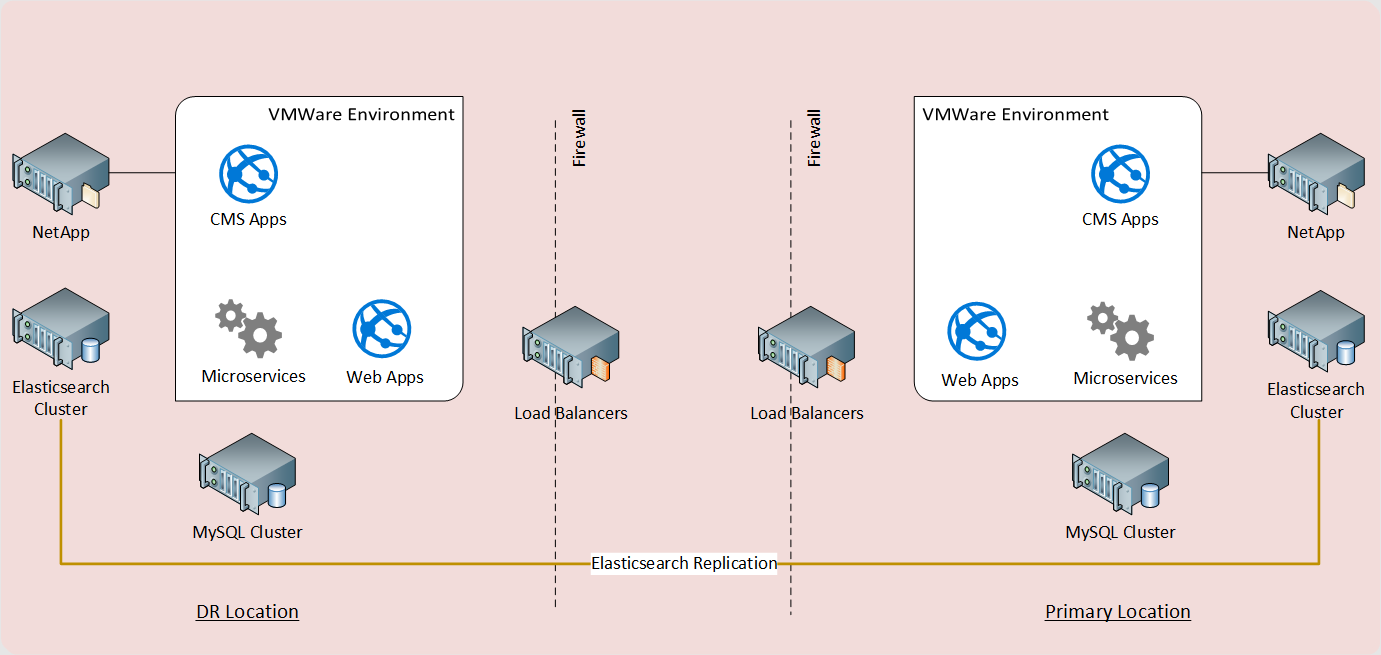 VMWare Environment
Firewall
Firewall
VMWare Environment
CMS Apps
CMS Apps
NetApp
NetApp
Microservices
Web Apps
Web Apps
Microservices
Elasticsearch
Cluster
Load Balancers
Load Balancers
Elasticsearch
Cluster
MySQL Cluster
MySQL Cluster
Elasticsearch Replication
DR Location
Primary Location